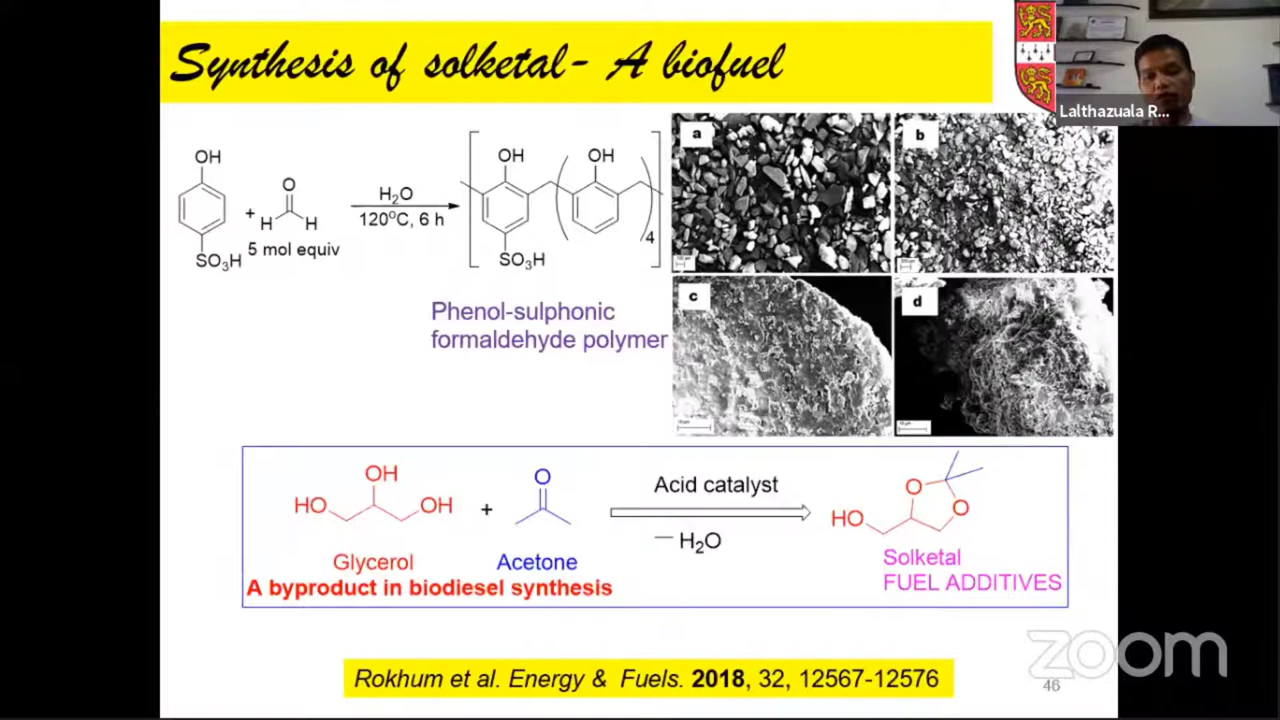 Synthesis of solketal- A biofuel
Lalthazuala R...
OH
SO₃H
+
O
H H
5 mol equiv
H₂O
120°C, 6 h
OH
OH
SO₃H
4
Phenol-sulphonic
formaldehyde polymer
a
b
c
d
OH
HO OH
+
O
Acid catalyst
— H₂O
HO
O
O
Glycerol
Acetone
A byproduct in biodiesel synthesis
Solketal
FUEL ADDITIVES
Rokhum et al. Energy & Fuels. 2018, 32, 12567-12576
zoom
46